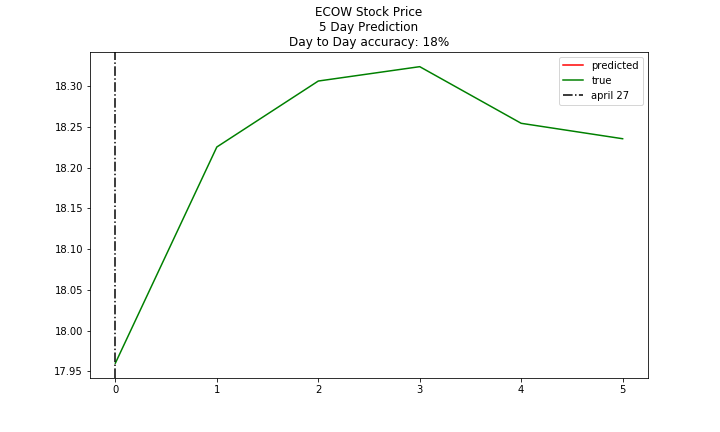 ECOW Stock Price
5 Day Prediction
Day to Day accuracy: 18%
predicted
true
april 27
18.30
18.25
18.20
18.15
18.10
18.05
18.00
17.95
0 1 2 3 4 5